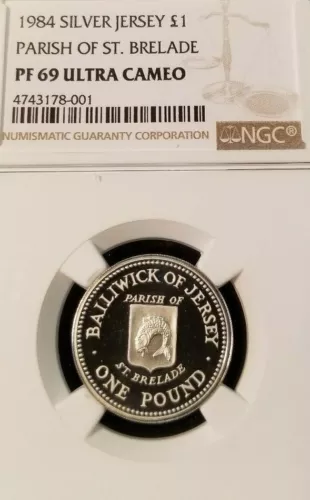 1984 SILVER JERSEY £1
PARISH OF ST. BRELADE
PF 69 ULTRA CAMEO
4743178-001
NUMISMATIC GUARANTY CORPORATION
NGC®
BAILIWICK OF JERSEY
PARISH OF
ST. BRELADE
• ONE POUND •